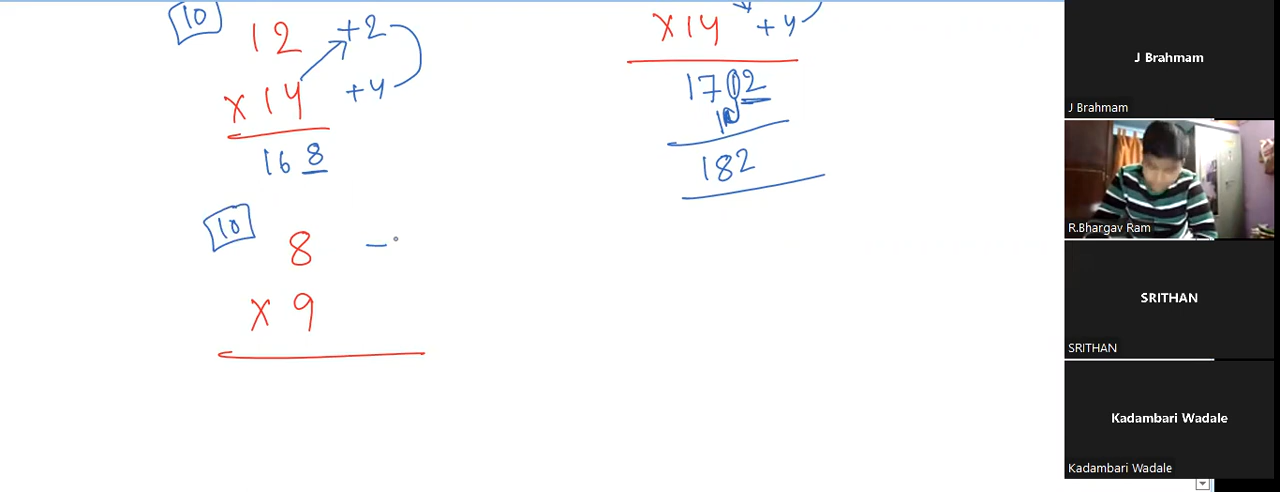 10
12 +2
×14 +4
168
×14 +4
1702
182
10
8 -
×9
J Brahmam
J Brahmam
R.Bhargav Ram
SRITHAN
SRITHAN
Kadambari Wadale
Kadambari Wadale